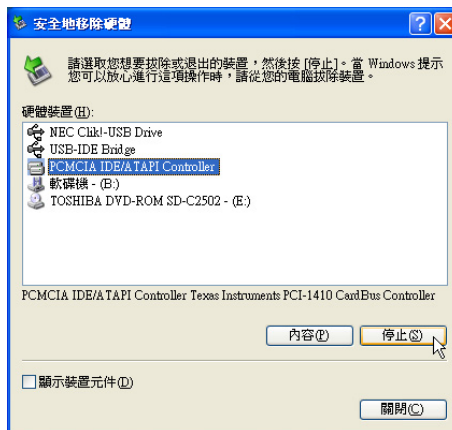 安全地移除硬體
請選取您想要拔除或退出的裝置，然後按 [停止]。當 Windows 提示
您可以放心進行這項操作時，請從您的電腦拔除裝置。
硬體裝置(H):
NEC Clik!-USB Drive
USB-IDE Bridge
PCMCIA IDE/ATAPI Controller
軟碟機 - (B:)
TOSHIBA DVD-ROM SD-C2502 - (E:)
PCMCIA IDE/ATAPI Controller Texas Instruments PCI-1410 CardBus Controller
內容(P)
停止(S)
顯示裝置元件(D)
關閉(C)